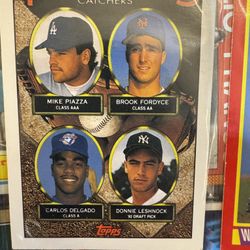 CATCHERS
MIKE PIAZZA
CLASS AAA
BROOK FORDYCE
CLASS AA
CARLOS DELGADO
CLASS A
DONNIE LESHNOCK
'92 DRAFT PICK
Topps